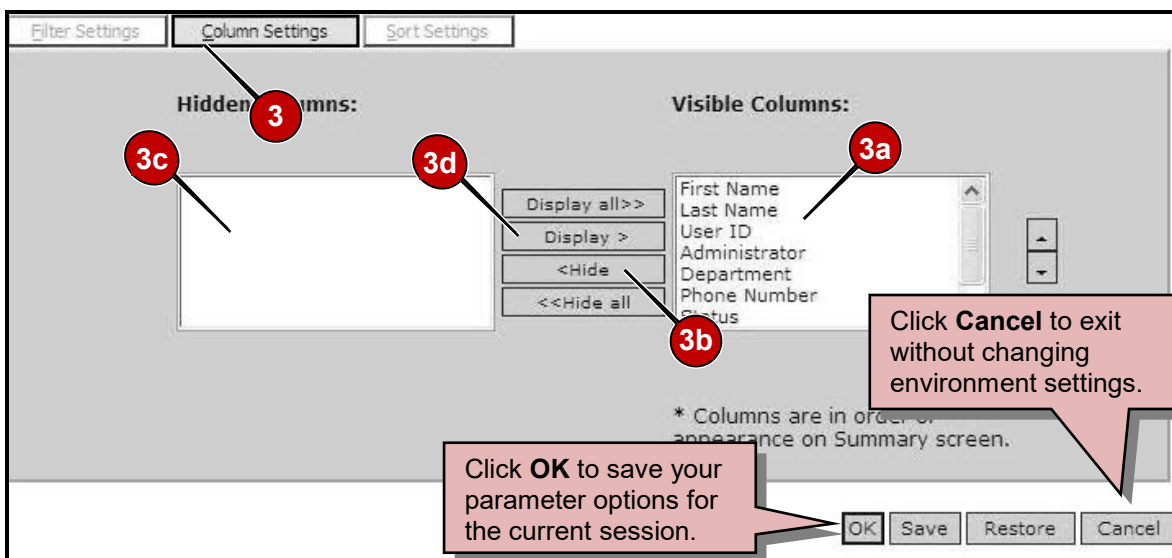 Filter Settings
Column Settings
Sort Settings
3
Hidden
Visible Columns:
3c
3d
3a
First Name
Last Name
User ID
Administrator
Department
Phone Number
Status
Display all>>
Display >
<Hide
<<Hide all
3b
Click Cancel to exit
without changing
environment settings.
* Columns are in order of
appearance on Summary screen.
Click OK to save your
parameter options for
the current session.
OK Save Restore Cancel